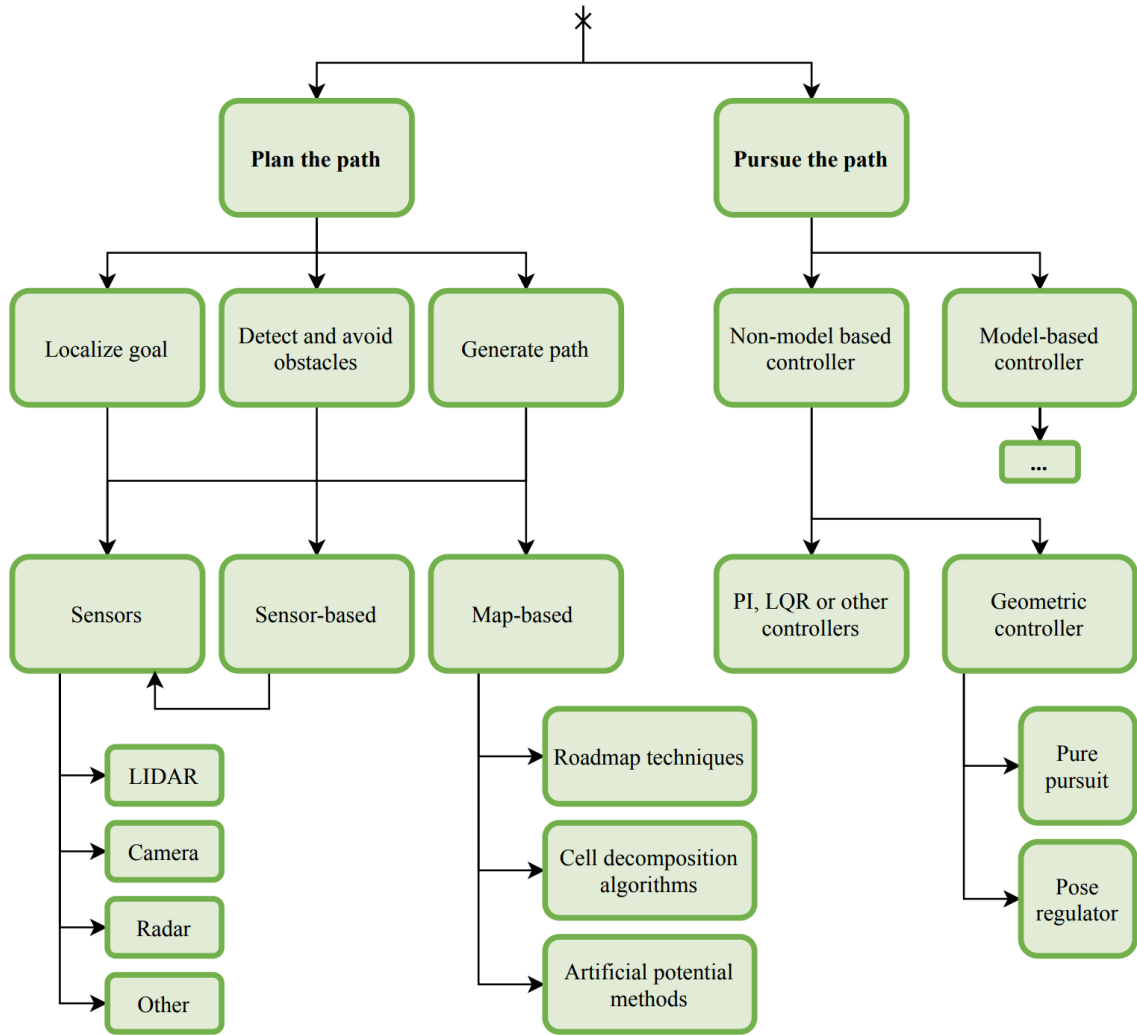 Plan the path
Pursue the path
Localize goal
Detect and avoid
obstacles
Generate path
Non-model based
controller
Model-based
controller
...
Sensors
Sensor-based
Map-based
PI, LQR or other
controllers
Geometric
controller
LIDAR
Camera
Radar
Other
Roadmap techniques
Cell decomposition
algorithms
Artificial potential
methods
Pure
pursuit
Pose
regulator